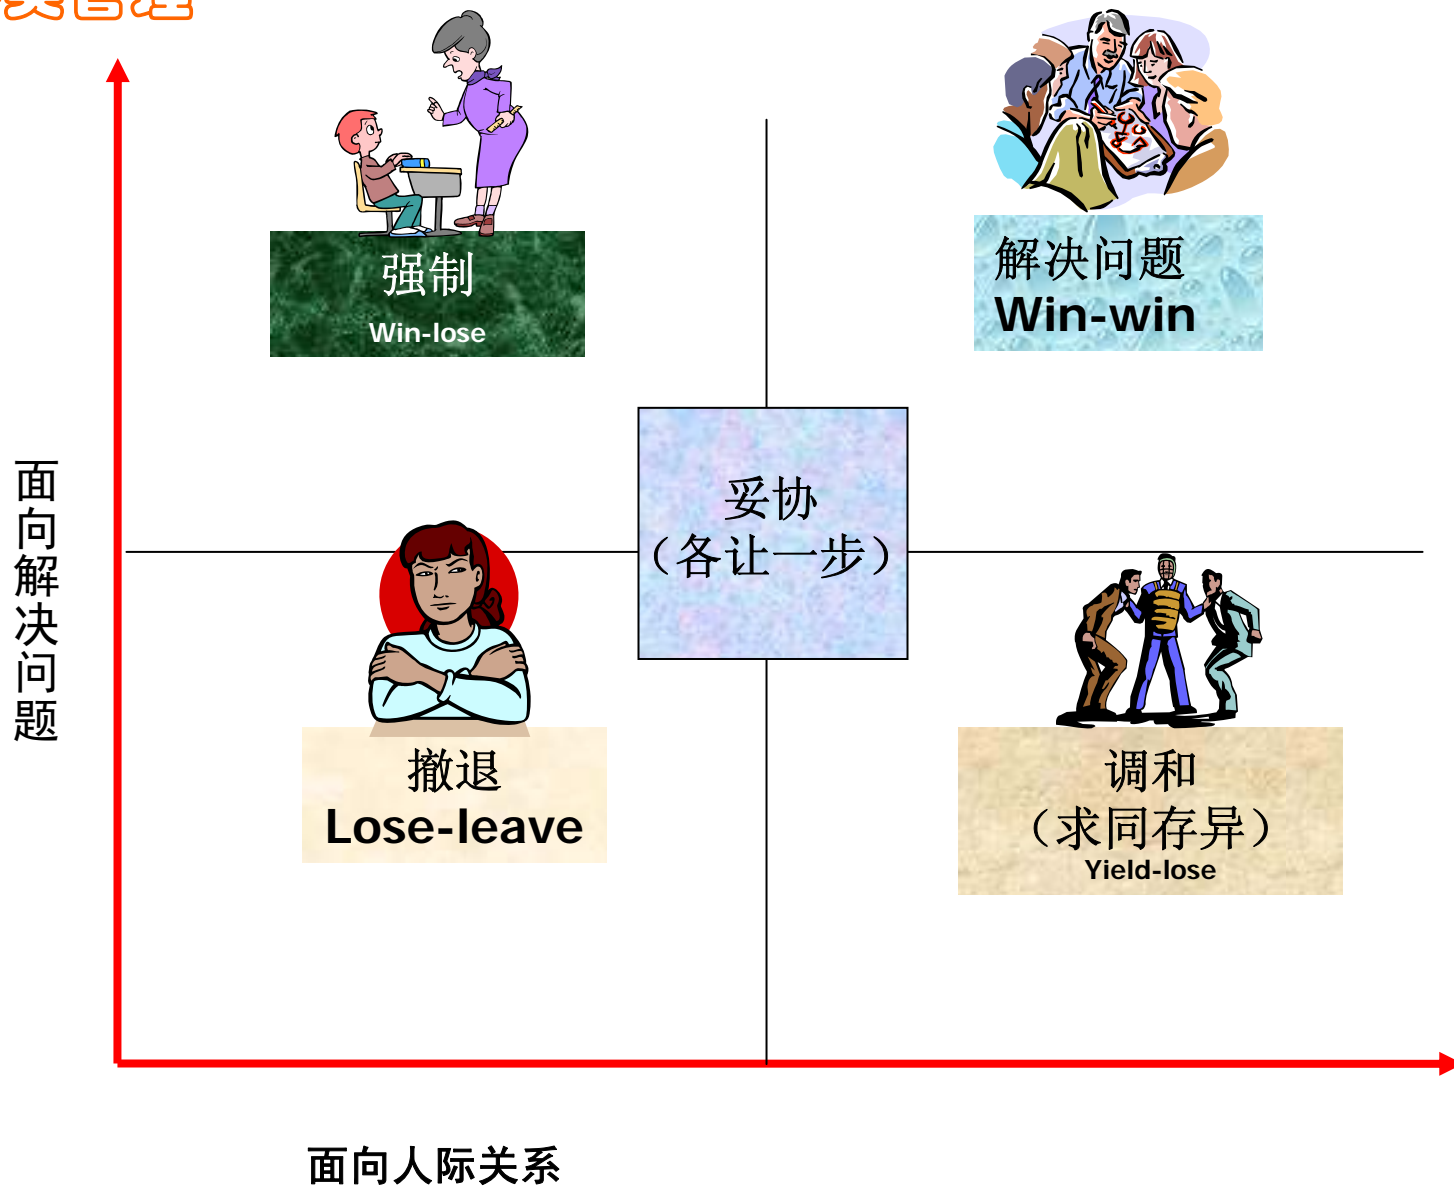 管理
强制
Win-lose
解决问题
Win-win
妥协
（各让一步）
面向解决问题
撤退
Lose-leave
调和
（求同存异）
Yield-lose
面向人际关系